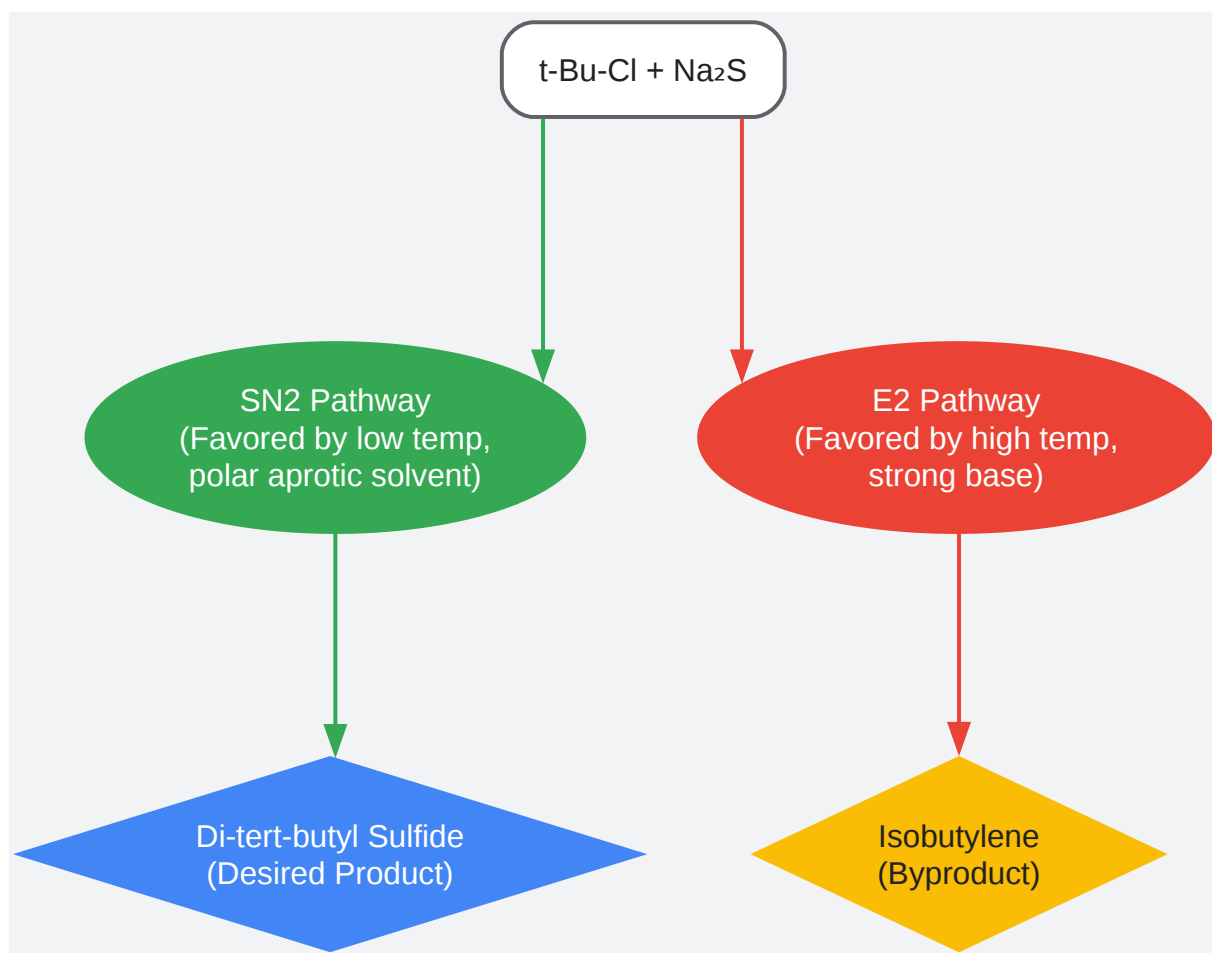 t-Bu-Cl + Na₂S
SN2 Pathway
(Favored by low temp,
polar aprotic solvent)
E2 Pathway
(Favored by high temp,
strong base)
Di-tert-butyl Sulfide
(Desired Product)
Isobutylene
(Byproduct)